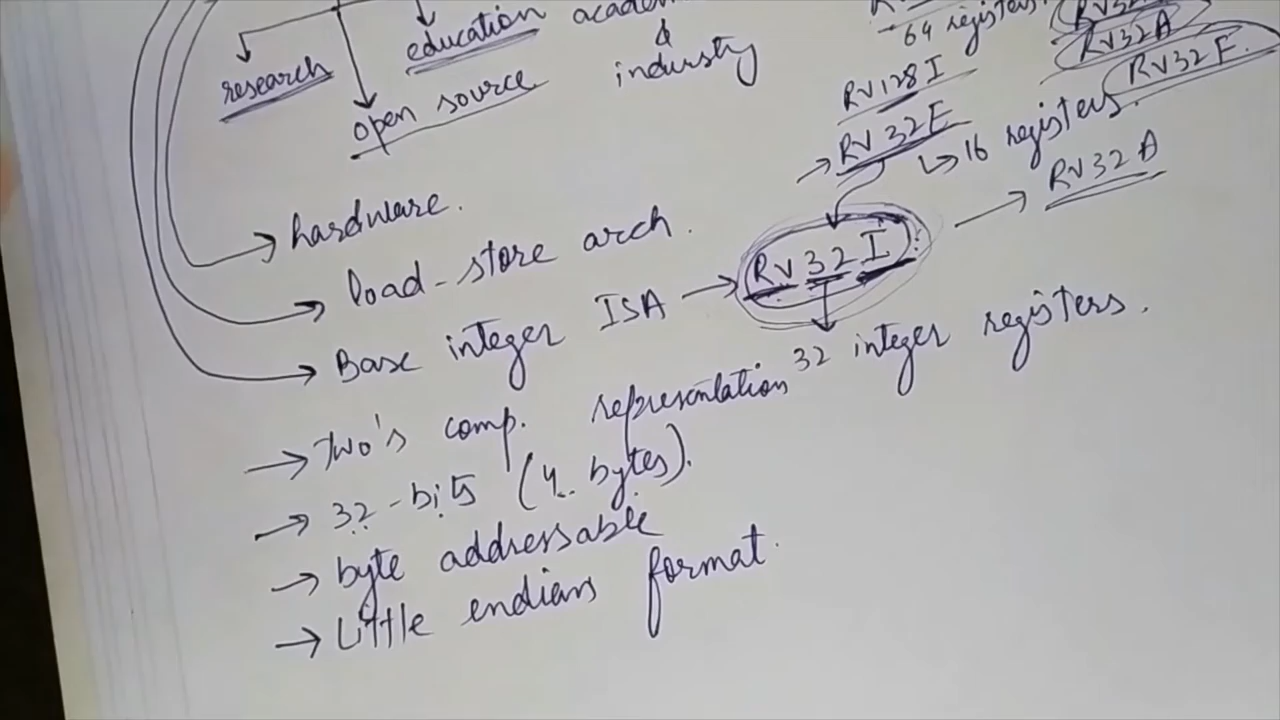 education
research
open source
industry
64 registers
RV32A
RV32F
RV128I
RV32E
16 registers.
RV32A
hardware.
load-store arch.
Base integer ISA → RV32I
32 integer registers.
Two's comp. representation
32-bits (4 bytes).
byte addressable
Little endians format.